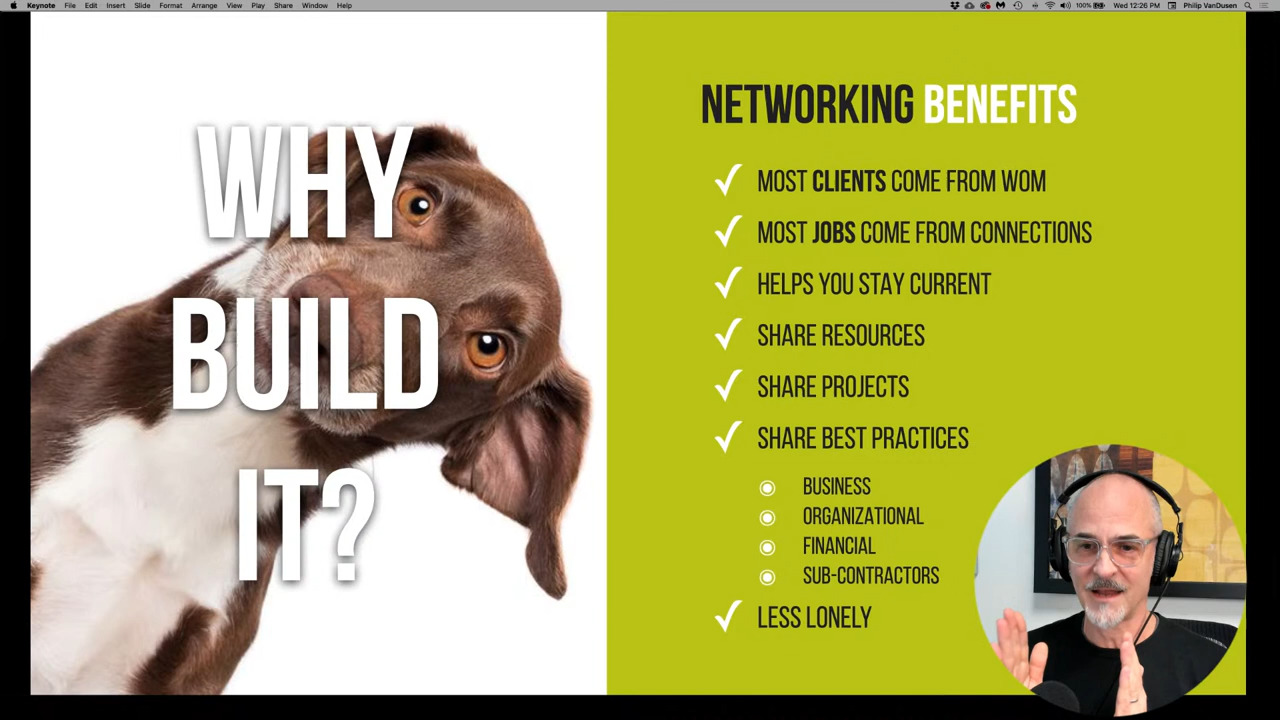 Keynote File Edit Insert Slide Format Arrange View Play Share Window Help 100% Wed 12:26 PM Philip VanDusen
WHY
BUILD
IT?
NETWORKING BENEFITS
MOST CLIENTS COME FROM WOM
MOST JOBS COME FROM CONNECTIONS
HELPS YOU STAY CURRENT
SHARE RESOURCES
SHARE PROJECTS
SHARE BEST PRACTICES
BUSINESS
ORGANIZATIONAL
FINANCIAL
SUB-CONTRACTORS
LESS LONELY